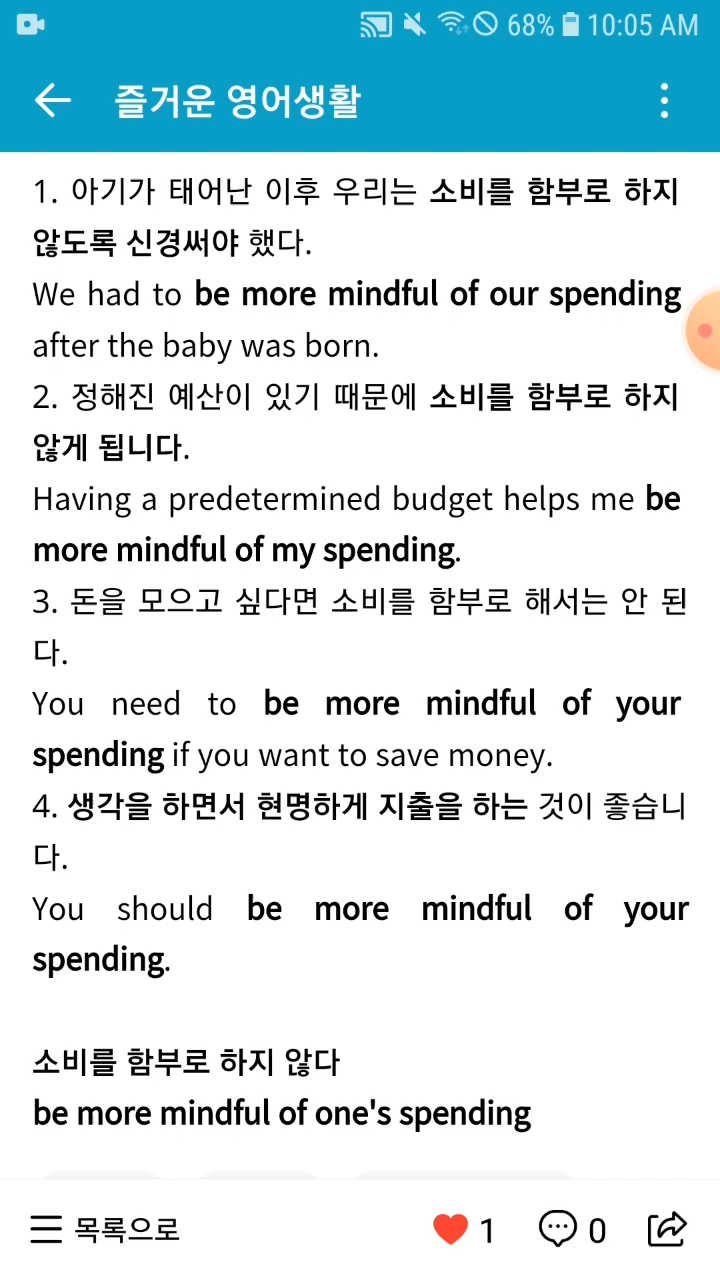 68% 10:05 AM
즐거운 영어생활
1. 아기가 태어난 이후 우리는 소비를 함부로 하지
않도록 신경써야 했다.
We had to be more mindful of our spending
after the baby was born.
2. 정해진 예산이 있기 때문에 소비를 함부로 하지
않게 됩니다.
Having a predetermined budget helps me be
more mindful of my spending.
3. 돈을 모으고 싶다면 소비를 함부로 해서는 안 된
다.
You need to be more mindful of your
spending if you want to save money.
4. 생각을 하면서 현명하게 지출을 하는 것이 좋습니
다.
You should be more mindful of your
spending.
소비를 함부로 하지 않다
be more mindful of one's spending
목록으로 1 0